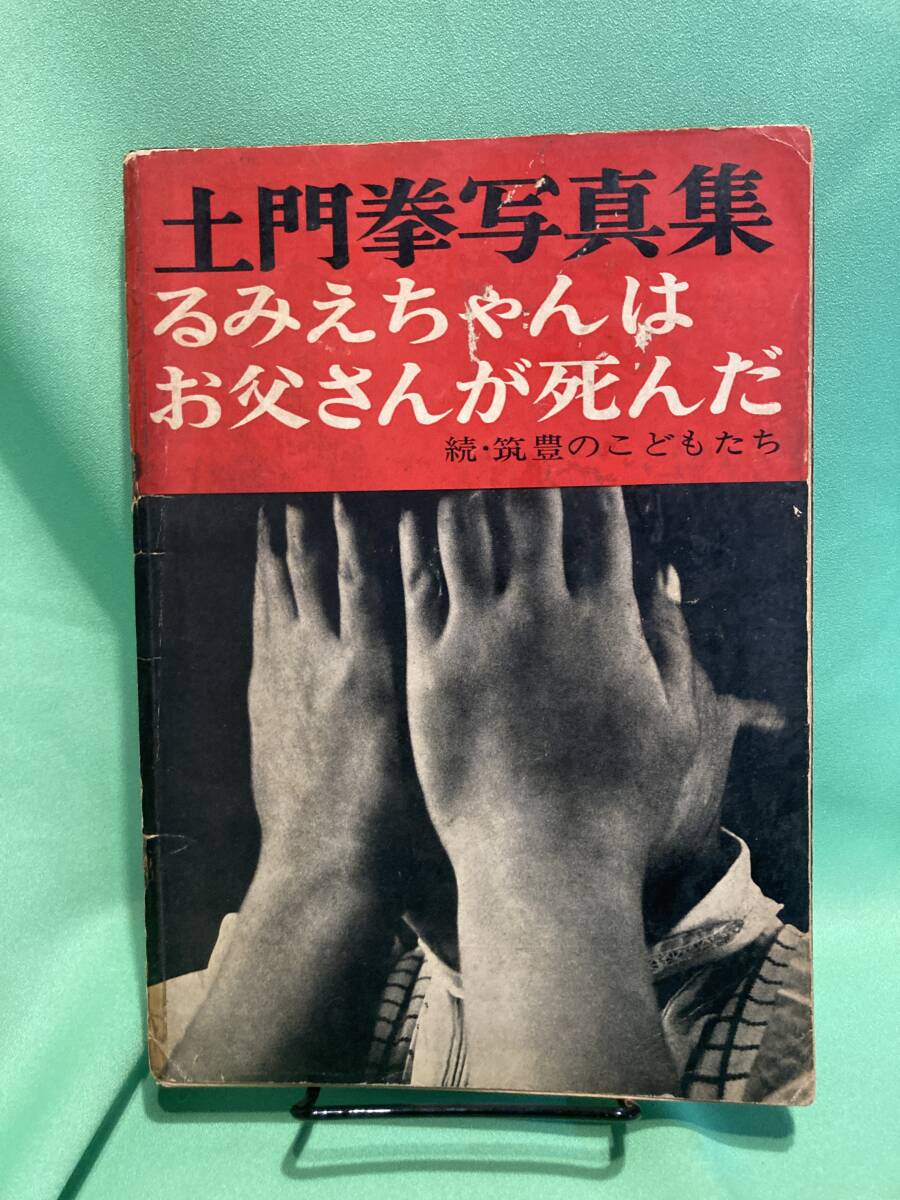 土門拳写真集
るみえちゃんは
お父さんが死んだ
続・筑豊のこどもたち